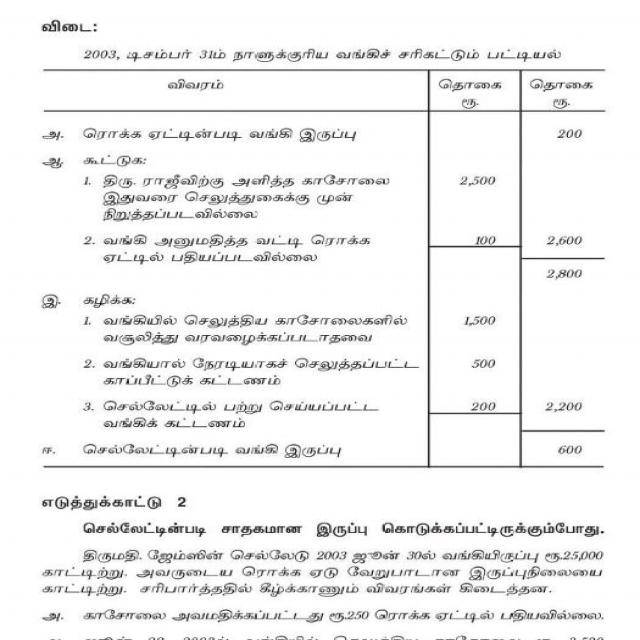 விடை:
2003, டிசம்பர் 31ம் நாளுக்குரிய வங்கிச் சரிகட்டும் பட்டியல்
விவரம் தொகை ரூ. தொகை ரூ.
அ. ரொக்க ஏட்டின்படி வங்கி இருப்பு 200
ஆ. கூட்டுக:
1. திரு. ராஜீவிற்கு அளித்த காசோலை 2,500
இதுவரை செலுத்துகைக்கு முன்
நிறுத்தப்படவில்லை
2. வங்கி அனுமதித்த வட்டி ரொக்க 100 2,600
ஏட்டில் பதியப்படவில்லை
2,800
இ. கழிக்க:
1. வங்கியில் செலுத்திய காசோலைகளில் 1,500
வசூலித்து வரவழைக்கப்படாதவை
2. வங்கியால் நேரடியாகச் செலுத்தப்பட்ட 500
காப்பீட்டுக் கட்டணம்
3. செல்லேட்டில் பற்று செய்யப்பட்ட 200 2,200
வங்கிக் கட்டணம்
ஈ. செல்லேட்டின்படி வங்கி இருப்பு 600
எடுத்துக்காட்டு 2
செல்லேட்டின்படி சாதகமான இருப்பு கொடுக்கப்பட்டிருக்கும்போது.
திருமதி. ஜேம்ஸின் செல்லேடு 2003 ஜூன் 30ல் வங்கியிருப்பு ரூ.25,000
காட்டிற்று. அவருடைய ரொக்க ஏடு வேறுபாடான இருப்புநிலையை
காட்டிற்று. சரிபார்த்ததில் கீழ்க்காணும் விவரங்கள் கிடைத்தன.
அ. காசோலை அவமதிக்கப்பட்டது ரூ.250 ரொக்க ஏட்டில் பதியவில்லை.